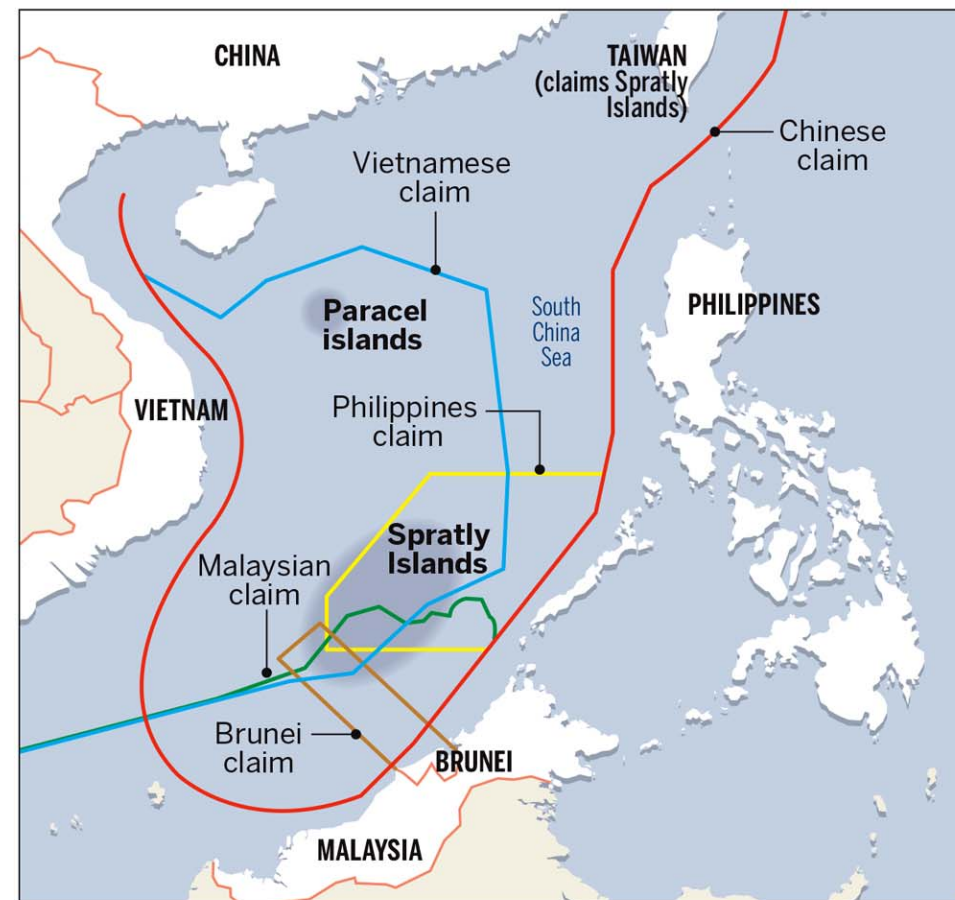 CHINA
TAIWAN
(claims Spratly
Islands)
Chinese
claim
Vietnamese
claim
Paracel
islands
South
China
Sea
PHILIPPINES
VIETNAM
Philippines
claim
Spratly
Islands
Malaysian
claim
Brunei
claim
BRUNEI
MALAYSIA